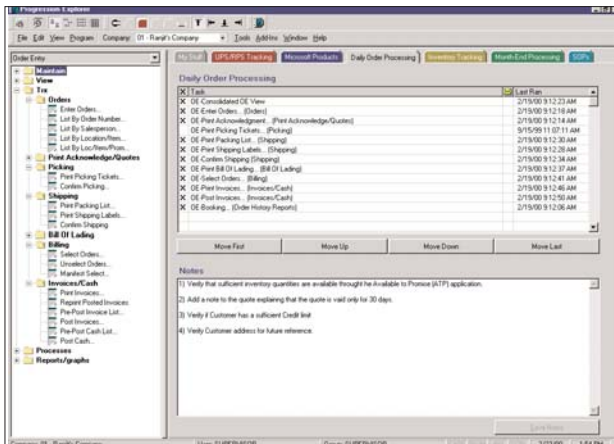 Progression Explorer
File Edit View Program Company: 01 - Ranjit's Company Tools Add-Ins Window Help
Order Entry
Maintain
View
Trx
Orders
Enter Orders...
List By Order Number...
List By Salesperson...
List By Location/Item...
List By Loc/Item/Prom...
Print Acknowledge/Quotes
Picking
Print Picking Tickets...
Confirm Picking...
Shipping
Print Packing List...
Print Shipping Labels...
Confirm Shipping
Bill Of Lading
Billing
Select Orders...
Unselect Orders...
Manifest Select...
Invoices/Cash
Print Invoices...
Reprint Posted Invoices
Pre-Post Invoice List...
Post Invoices...
Pre-Post Cash List...
Post Cash...
Processes
Reports/graphs
My Stuff UPS/RPS Tracking Microsoft Products Daily Order Processing Inventory Tracking Month End Processing SOPs
Daily Order Processing
X Task Last Ran
X OE-Consolidated OE View 2/19/00 9:12:23 AM
X OE-Enter Orders... (Orders) 2/19/00 9:12:16 AM
X OE-Print Acknowledgment... (Print Acknowledge/Quotes) 2/19/00 9:12:14 AM
OE-Print Picking Tickets... (Picking) 9/15/99 11:07:11 AM
X OE-Print Packing List... (Shipping) 2/19/00 9:12:30 AM
X OE-Print Shipping Labels... (Shipping) 2/19/00 9:12:28 AM
X OE-Confirm Shipping (Shipping) 2/19/00 9:12:34 AM
X OE-Print Bill Of Lading... (Bill Of Lading) 2/19/00 9:12:37 AM
X OE-Select Orders... (Billing) 2/19/00 9:12:41 AM
X OE-Print Invoices... (Invoices/Cash) 2/19/00 9:12:46 AM
X OE-Post Invoices... (Invoices/Cash) 2/19/00 9:12:50 AM
X OE-Booking... (Order History Reports) 2/19/00 9:12:06 AM
Move First Move Up Move Down Move Last
Notes
1) Verify that sufficient inventory quantities are available throught he Available to Promise (ATP) application.
2) Add a note to the quote explaining that the quote is vaid only for 30 days.
3) Verify if Customer has a sufficient Credit limit
4) Verify Customer address for future reference.
Save Notes